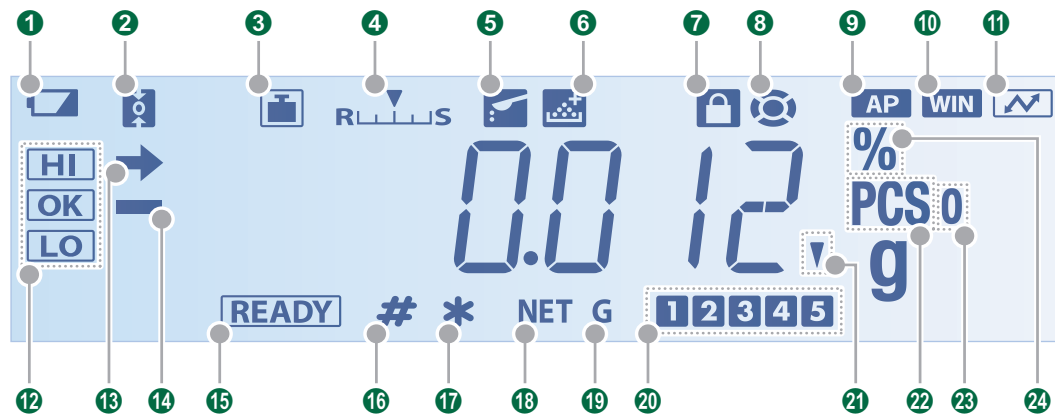 1 2 3 4 5 6 7 8 9 10 11
0 R S AP WIN
HI %
OK 0.012 PCS 0
LO g
READY # * NET G 1 2 3 4 5
12 13 14 15 16 17 18 19 20 21 22 23 24